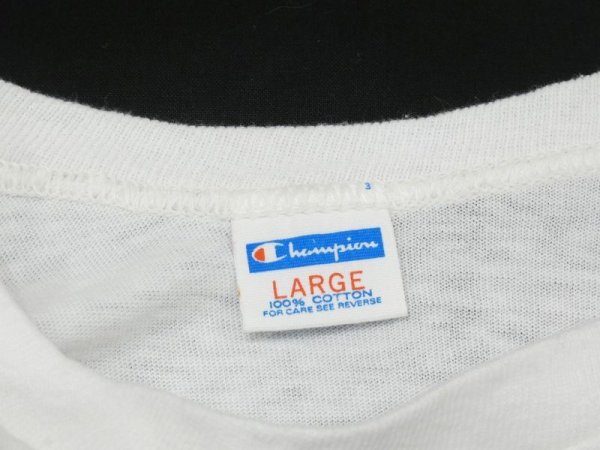 3
Champion
LARGE
100% COTTON
FOR CARE SEE REVERSE